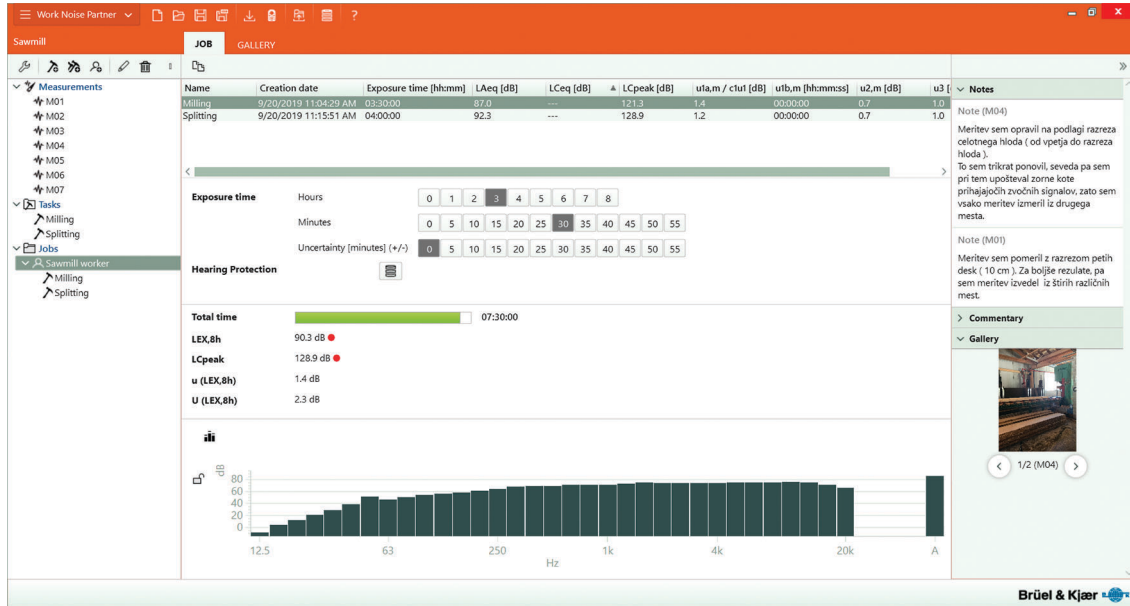 Work Noise Partner
?
Sawmill
JOB GALLERY
Measurements
M01
M02
M03
M04
M05
M06
M07
Tasks
Milling
Splitting
Jobs
Sawmill worker
Milling
Splitting
Name Creation date Exposure time [hh:mm] LAeq [dB] LCeq [dB] LCpeak [dB] u1a,m / c1u1 [dB] u1b,m [hh:mm:ss] u2,m [dB] u3 [
Milling 9/20/2019 11:04:29 AM 03:30:00 87.0 --- 121.3 1.4 00:00:00 0.7 1.0
Splitting 9/20/2019 11:15:51 AM 04:00:00 92.3 --- 128.9 1.2 00:00:00 0.7 1.0
Exposure time Hours 0 1 2 3 4 5 6 7 8
Minutes 0 5 10 15 20 25 30 35 40 45 50 55
Uncertainty [minutes] (+/-) 0 5 10 15 20 25 30 35 40 45 50 55
Hearing Protection
Total time 07:30:00
LEX,8h 90.3 dB
LCpeak 128.9 dB
u (LEX,8h) 1.4 dB
U (LEX,8h) 2.3 dB
dB
80
60
40
20
0
12.5 63 250 1k 4k 20k A
Hz
Notes
Note (M04)
Meritev sem opravil na podlagi razreza
celotnega hloda ( od vpetja do razreza
hloda ).
To sem trikrat ponovil, seveda pa sem
pri tem upošteval zorne kote
prihajajočih zvočnih signalov, zato sem
vsako meritev izmeril iz drugega
mesta.
Note (M01)
Meritev sem pomeril z razrezom petih
desk ( 10 cm ). Za boljše rezulate, pa
sem meritev izvedel iz štirih različnih
mest.
Commentary
Gallery
1/2 (M04)
Brüel & Kjær